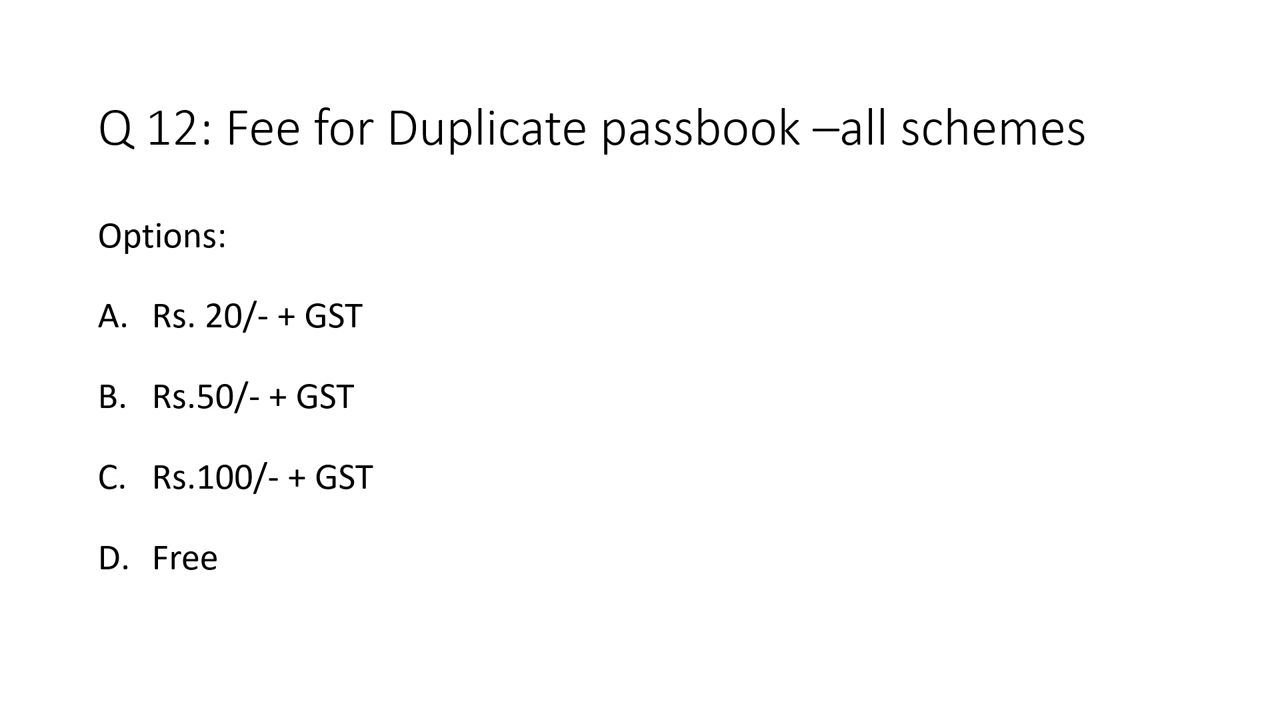 Q 12: Fee for Duplicate passbook –all schemes
Options:
A. Rs. 20/- + GST
B. Rs.50/- + GST
C. Rs.100/- + GST
D. Free